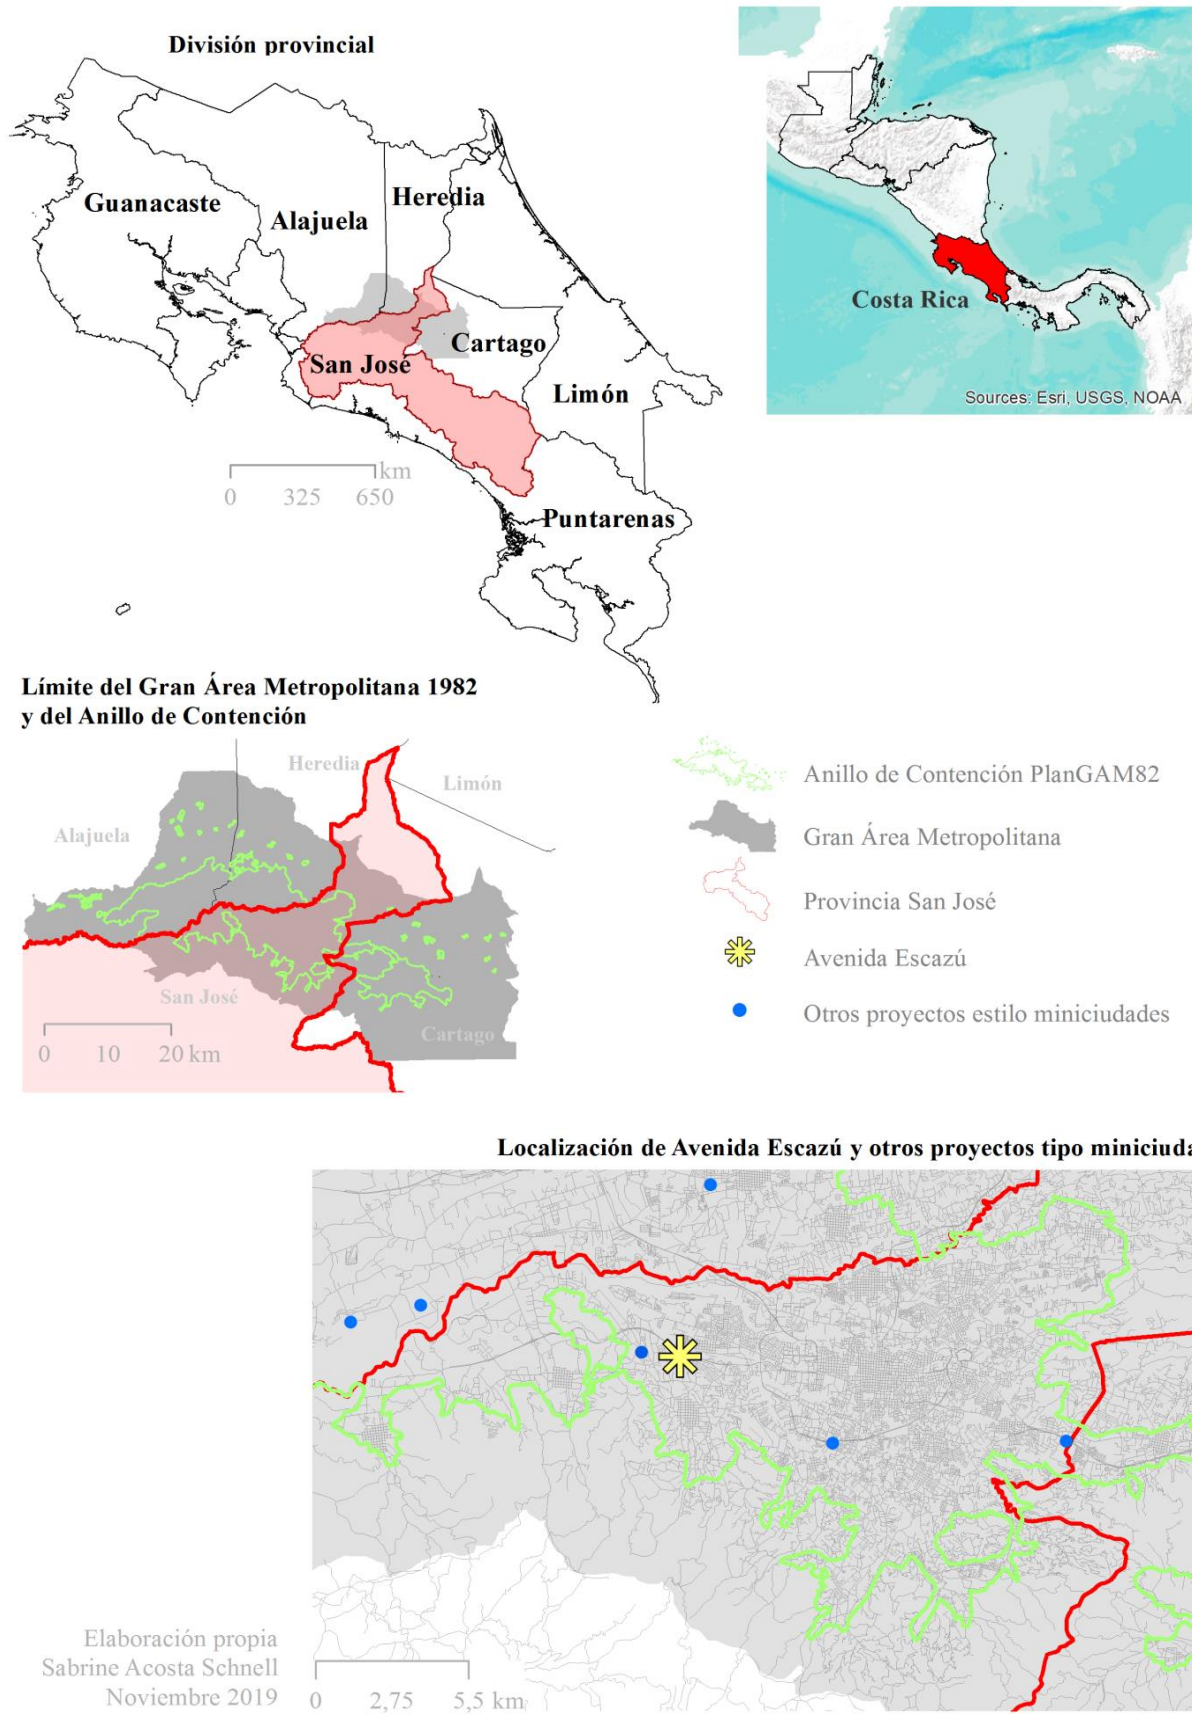 División provincial
Guanacaste
Alajuela
Heredia
San José
Cartago
Limón
Puntarenas
km
0 325 650
Costa Rica
Sources: Esri, USGS, NOAA
Límite del Gran Área Metropolitana 1982
y del Anillo de Contención
Heredia
Limón
Alajuela
San José
Cartago
0 10 20 km
Anillo de Contención PlanGAM82
Gran Área Metropolitana
Provincia San José
Avenida Escazú
Otros proyectos estilo miniciudades
Localización de Avenida Escazú y otros proyectos tipo miniciuda
Elaboración propia
Sabrine Acosta Schnell
Noviembre 2019
0 2,75 5,5 km